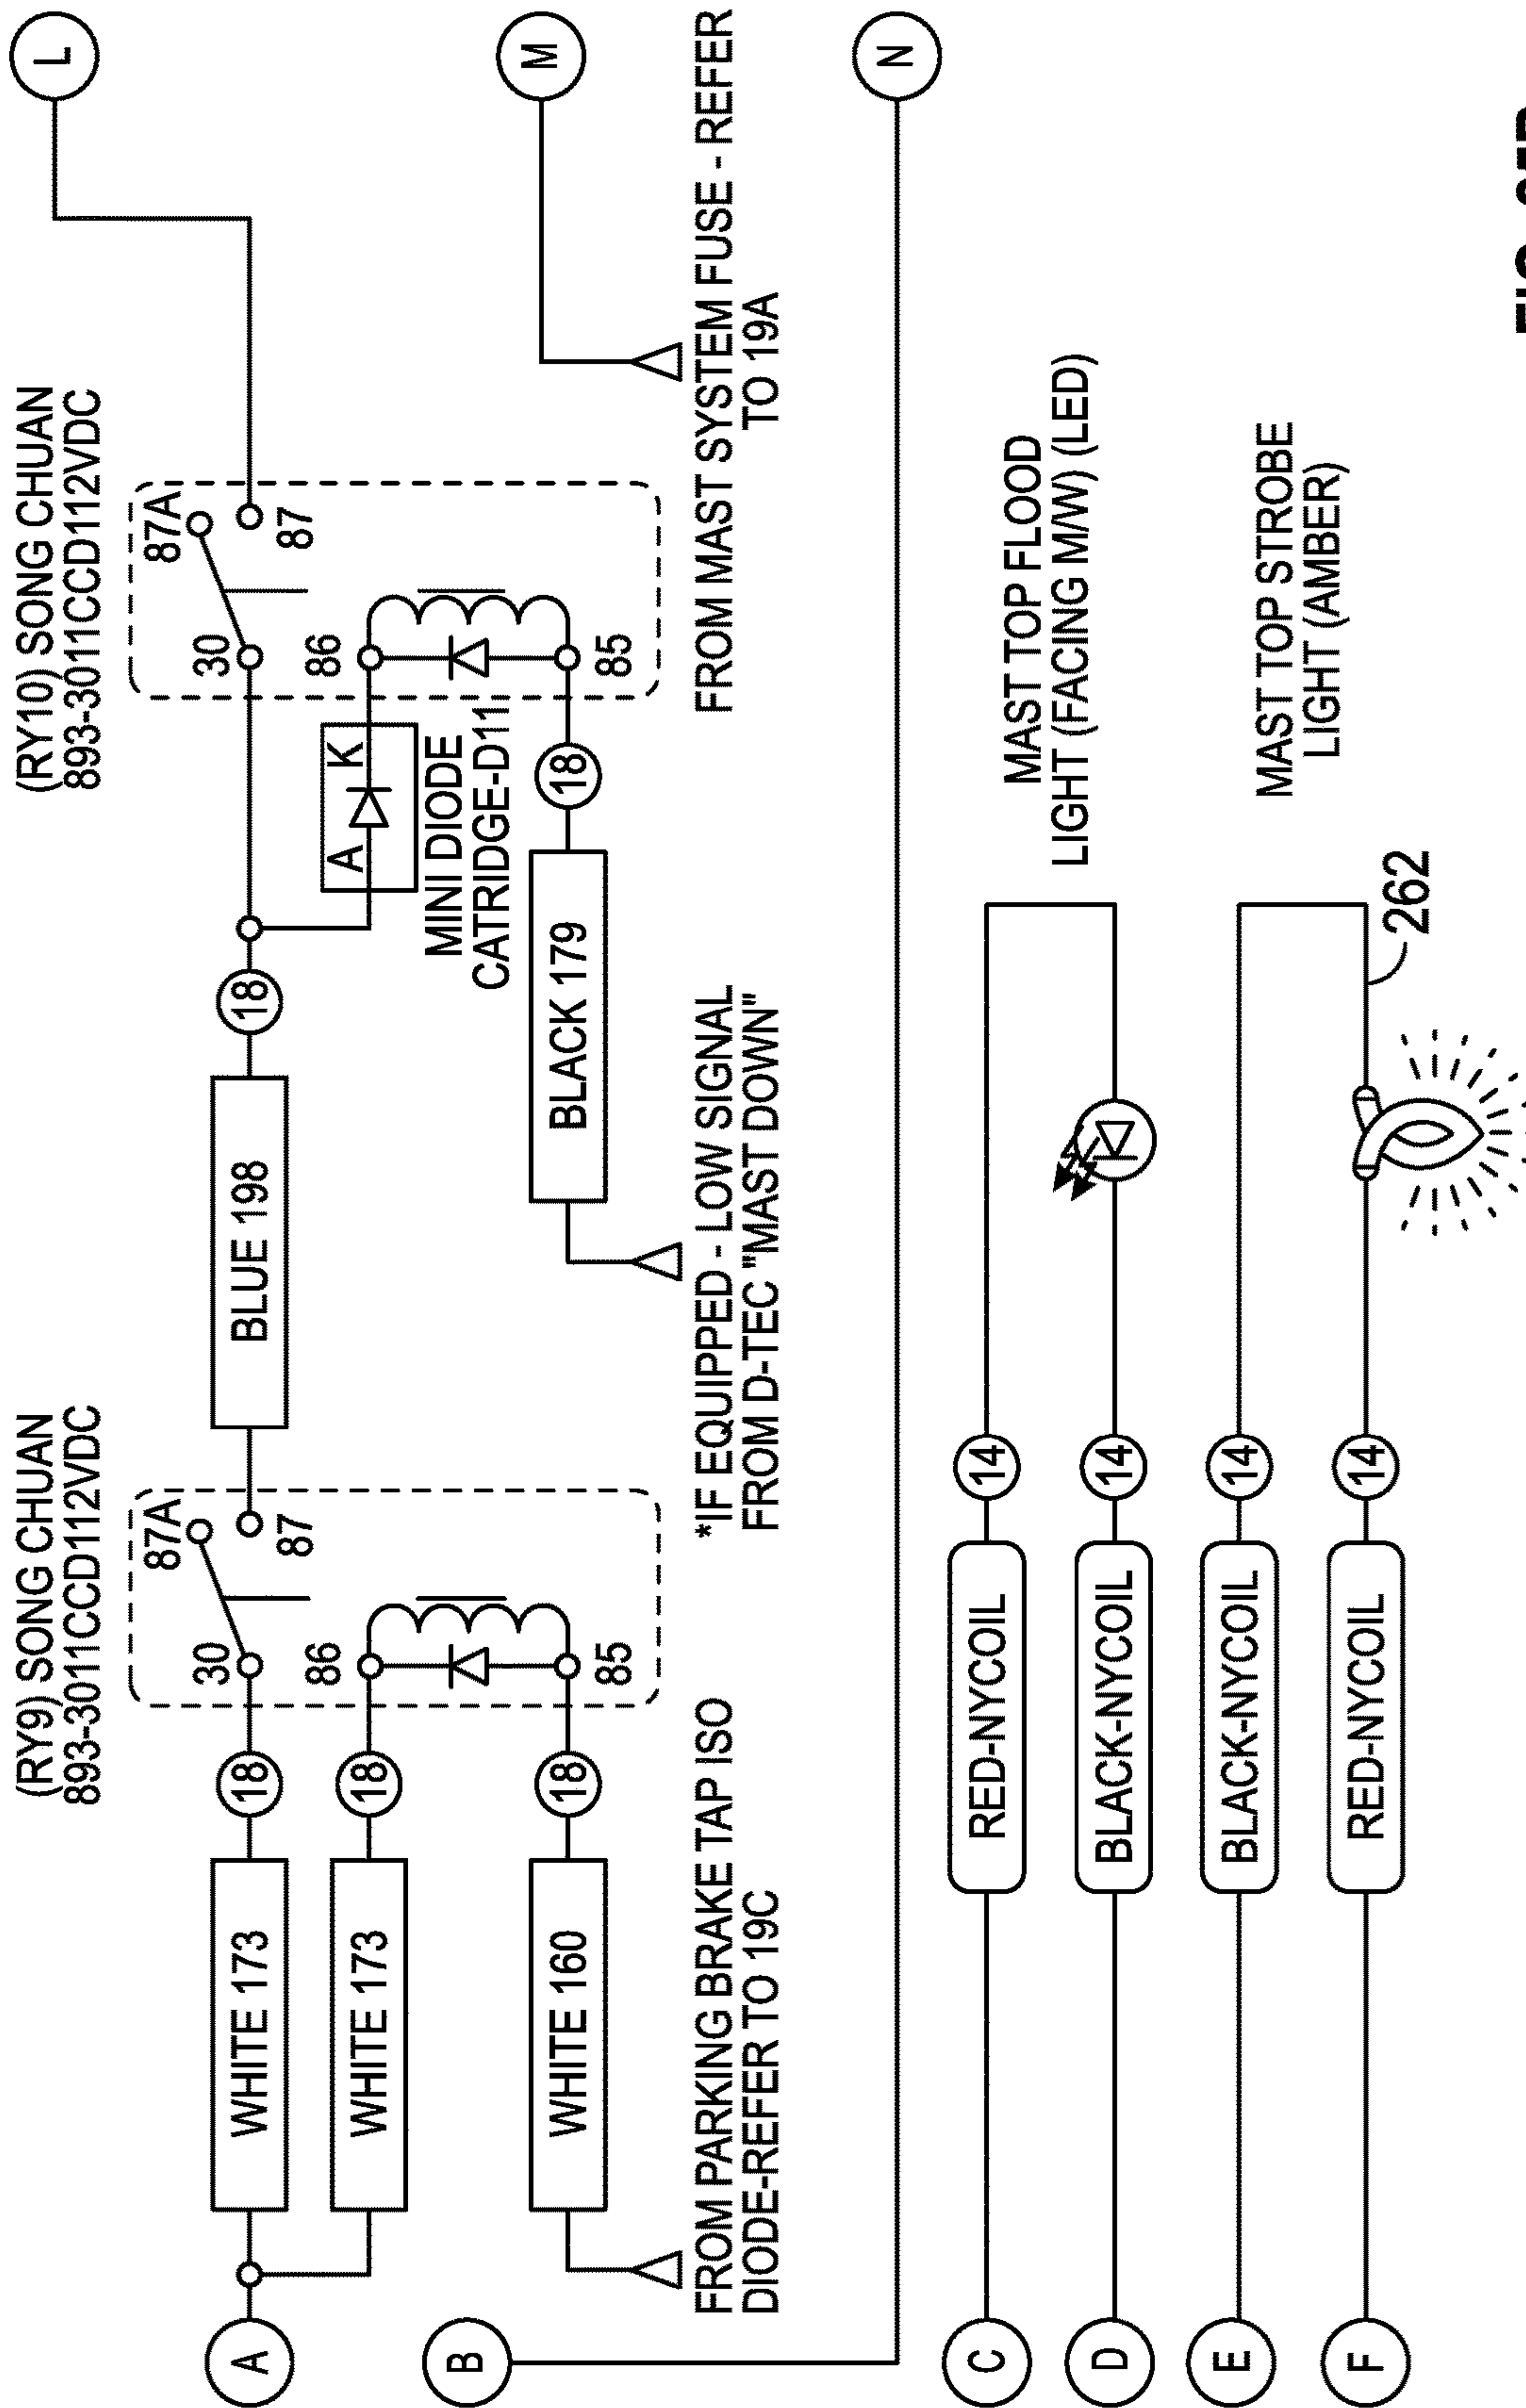 (RY9) SONG CHUAN
893-3011CCD112VDC
(RY10) SONG CHUAN
893-3011CCD112VDC
L
A
WHITE 173
18
30
87A
87
BLUE 198
18
30
87A
87
WHITE 173
18
86
A
K
86
MINI DIODE
CATRIDGE-D11
B
WHITE 160
18
85
BLACK 179
18
85
M
FROM PARKING BRAKE TAP ISO
DIODE-REFER TO 19C
*IF EQUIPPED - LOW SIGNAL
FROM D-TEC "MAST DOWN"
FROM MAST SYSTEM FUSE - REFER
TO 19A
N
C
RED-NYCOIL
14
MAST TOP FLOOD
LIGHT (FACING M/W) (LED)
D
BLACK-NYCOIL
14
E
BLACK-NYCOIL
14
MAST TOP STROBE
LIGHT (AMBER)
F
RED-NYCOIL
14
262